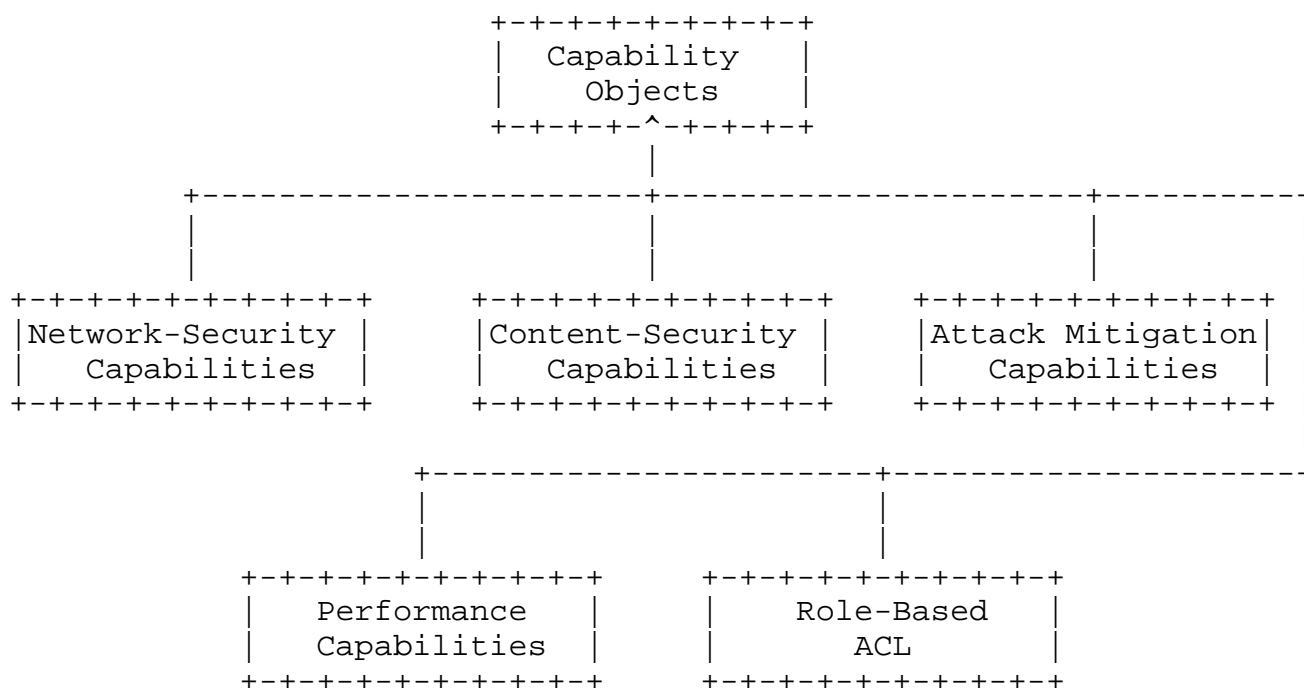 Capability
Objects
Network-Security
Capabilities
Content-Security
Capabilities
Attack Mitigation
Capabilities
Performance
Capabilities
Role-Based
ACL